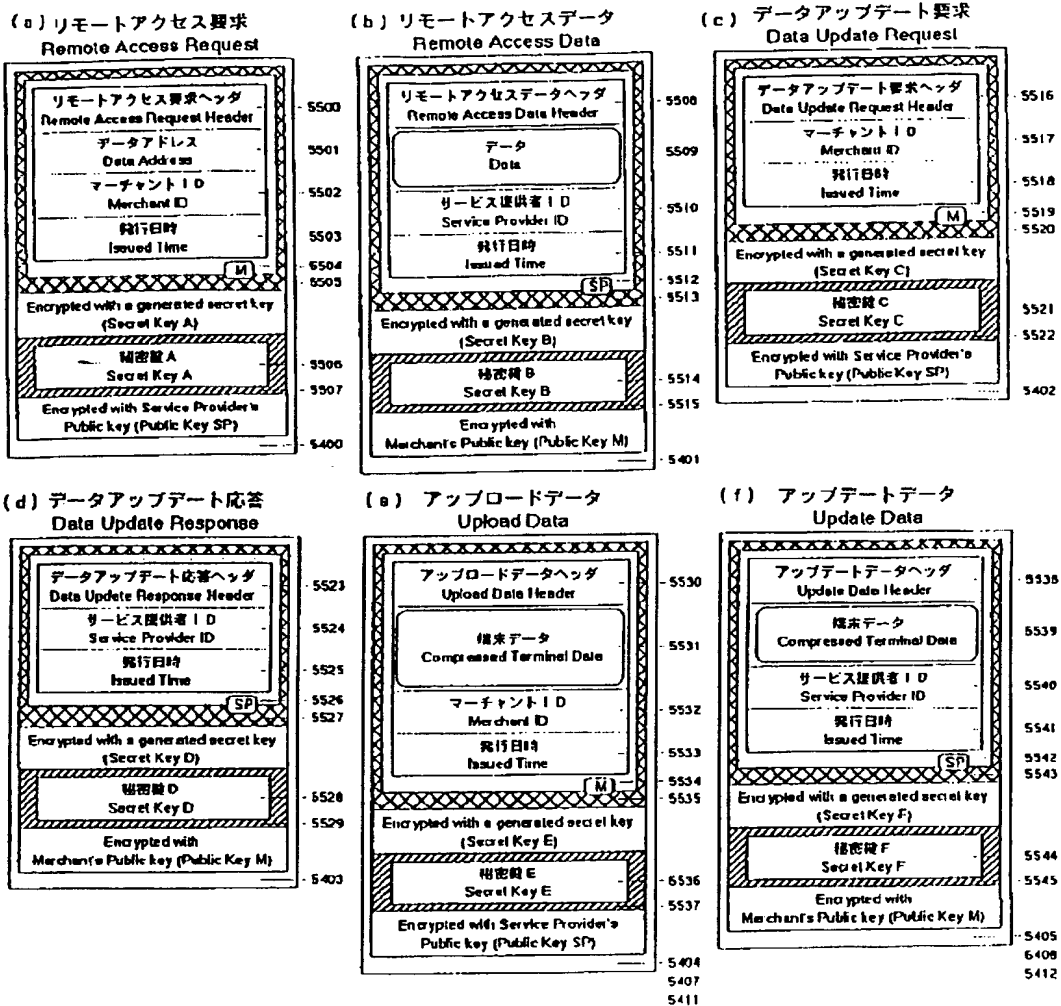 (a) リモートアクセス要求
Remote Access Request
リモートアクセス要求ヘッダ
Remote Access Request Header
データアドレス
Data Address
マーチャントID
Merchant ID
発行日時
Issued Time
M
Encrypted with a generated secret key
(Secret Key A)
秘密鍵A
Secret Key A
Encrypted with Service Provider's
Public key (Public Key SP)
5500
5501
5502
5503
5504
5505
5506
5507
5400
(b) リモートアクセスデータ
Remote Access Data
リモートアクセスデータヘッダ
Remote Access Data Header
データ
Data
サービス提供者ID
Service Provider ID
発行日時
Issued Time
SP
Encrypted with a generated secret key
(Secret Key B)
秘密鍵B
Secret Key B
Encrypted with
Merchant's Public key (Public Key M)
5508
5509
5510
5511
5512
5513
5514
5515
5401
(c) データアップデート要求
Data Update Request
データアップデート要求ヘッダ
Data Update Request Header
マーチャントID
Merchant ID
発行日時
Issued Time
M
Encrypted with a generated secret key
(Secret Key C)
秘密鍵C
Secret Key C
Encrypted with Service Provider's
Public key (Public Key SP)
5516
5517
5518
5519
5520
5521
5522
5402
(d) データアップデート応答
Data Update Response
データアップデート応答ヘッダ
Data Update Response Header
サービス提供者ID
Service Provider ID
発行日時
Issued Time
SP
Encrypted with a generated secret key
(Secret Key D)
秘密鍵D
Secret Key D
Encrypted with
Merchant's Public key (Public Key M)
5523
5524
5525
5526
5527
5528
5529
5403
(e) アップロードデータ
Upload Data
アップロードデータヘッダ
Upload Data Header
端末データ
Compressed Terminal Data
マーチャントID
Merchant ID
発行日時
Issued Time
M
Encrypted with a generated secret key
(Secret Key E)
秘密鍵E
Secret Key E
Encrypted with Service Provider's
Public key (Public Key SP)
5530
5531
5532
5533
5534
5535
5536
5537
5404
5407
5411
(f) アップデートデータ
Update Data
アップデートデータヘッダ
Update Data Header
端末データ
Compressed Terminal Data
サービス提供者ID
Service Provider ID
発行日時
Issued Time
SP
Encrypted with a generated secret key
(Secret Key F)
秘密鍵F
Secret Key F
Encrypted with
Merchant's Public key (Public Key M)
5538
5539
5540
5541
5542
5543
5544
5545
5405
5408
5412